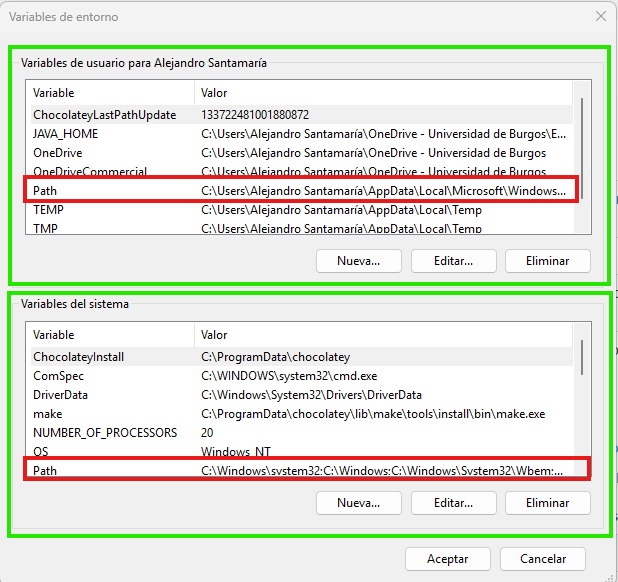 Variables de entorno
Variables de usuario para Alejandro Santamaría
Variable Valor
ChocolateyLastPathUpdate 133722481001880872
JAVA_HOME C:\Users\Alejandro Santamaría\OneDrive - Universidad de Burgos\E...
OneDrive C:\Users\Alejandro Santamaría\OneDrive - Universidad de Burgos
OneDriveCommercial C:\Users\Alejandro Santamaría\OneDrive - Universidad de Burgos
Path C:\Users\Alejandro Santamaría\AppData\Local\Microsoft\Windows...
TEMP C:\Users\Alejandro Santamaría\AppData\Local\Temp
TMP C:\Users\Alejandro Santamaría\AppData\Local\Temp
Nueva... Editar... Eliminar
Variables del sistema
Variable Valor
ChocolateyInstall C:\ProgramData\chocolatey
ComSpec C:\WINDOWS\system32\cmd.exe
DriverData C:\Windows\System32\Drivers\DriverData
make C:\ProgramData\chocolatey\lib\make\tools\install\bin\make.exe
NUMBER_OF_PROCESSORS 20
OS Windows_NT
Path C:\Windows\system32;C:\Windows;C:\Windows\System32\Wbem;...
Nueva... Editar... Eliminar
Aceptar Cancelar